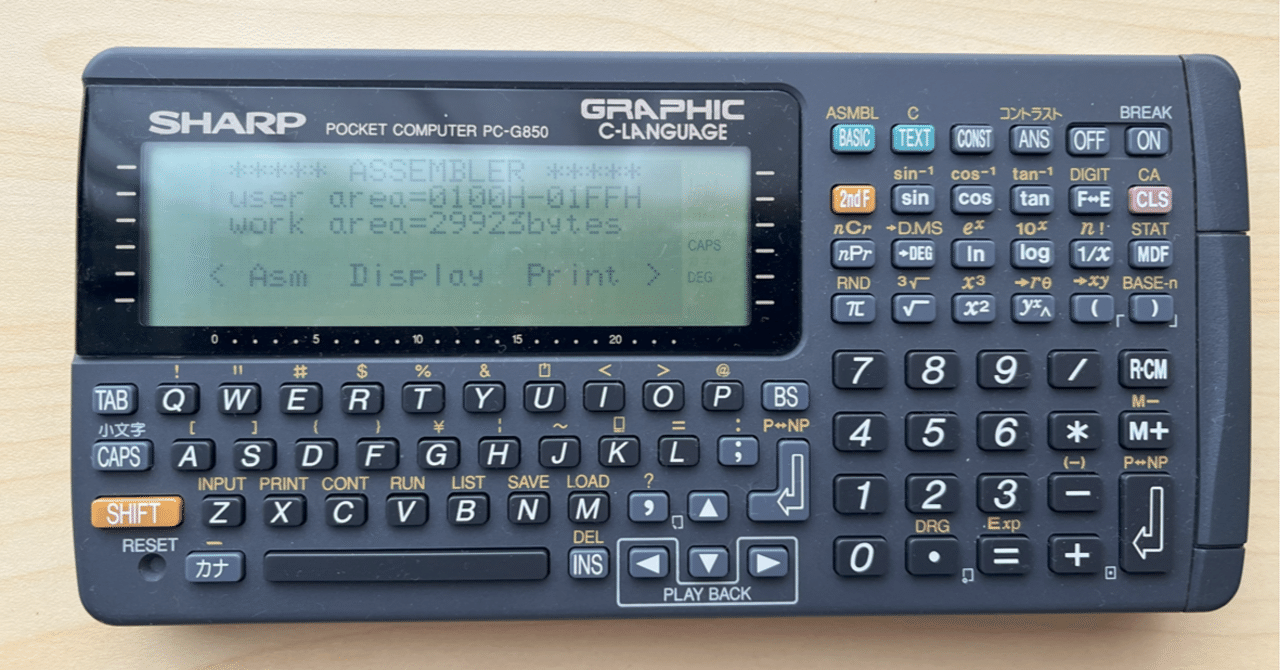 SHARP POCKET COMPUTER PC-G850 GRAPHIC C-LANGUAGE
***** ASSEMBLER *****
user area=0100H-01FFH
work area=29923bytes
CAPS
< Asm Display Print >
DEG
0 5 10 15 20
ASMBL C コントラスト BREAK
BASIC TEXT CONST ANS OFF ON
sin⁻¹ cos⁻¹ tan⁻¹ DIGIT CA
2ndF sin cos tan F↔E CLS
nCr →D.MS eˣ 10ˣ n! STAT
nPr →DEG ln log 1/x MDF
RND ³√ x³ →rθ →xy BASE-n
π √ x² yˣ^ ( )
7 8 9 / R·CM
M−
4 5 6 * M+
(−) P↔NP
1 2 3 −
DRG Exp
0 • = +
! " # $ % & < > @
TAB Q W E R T Y U I O P BS
小文字 [ ] { } ¥ ¦ ~ = : P↔NP
CAPS A S D F G H J K L ;
INPUT PRINT CONT RUN LIST SAVE LOAD ?
SHIFT Z X C V B N M , ▲
RESET − DEL
カナ INS ◀ ▼ ▶
PLAY BACK